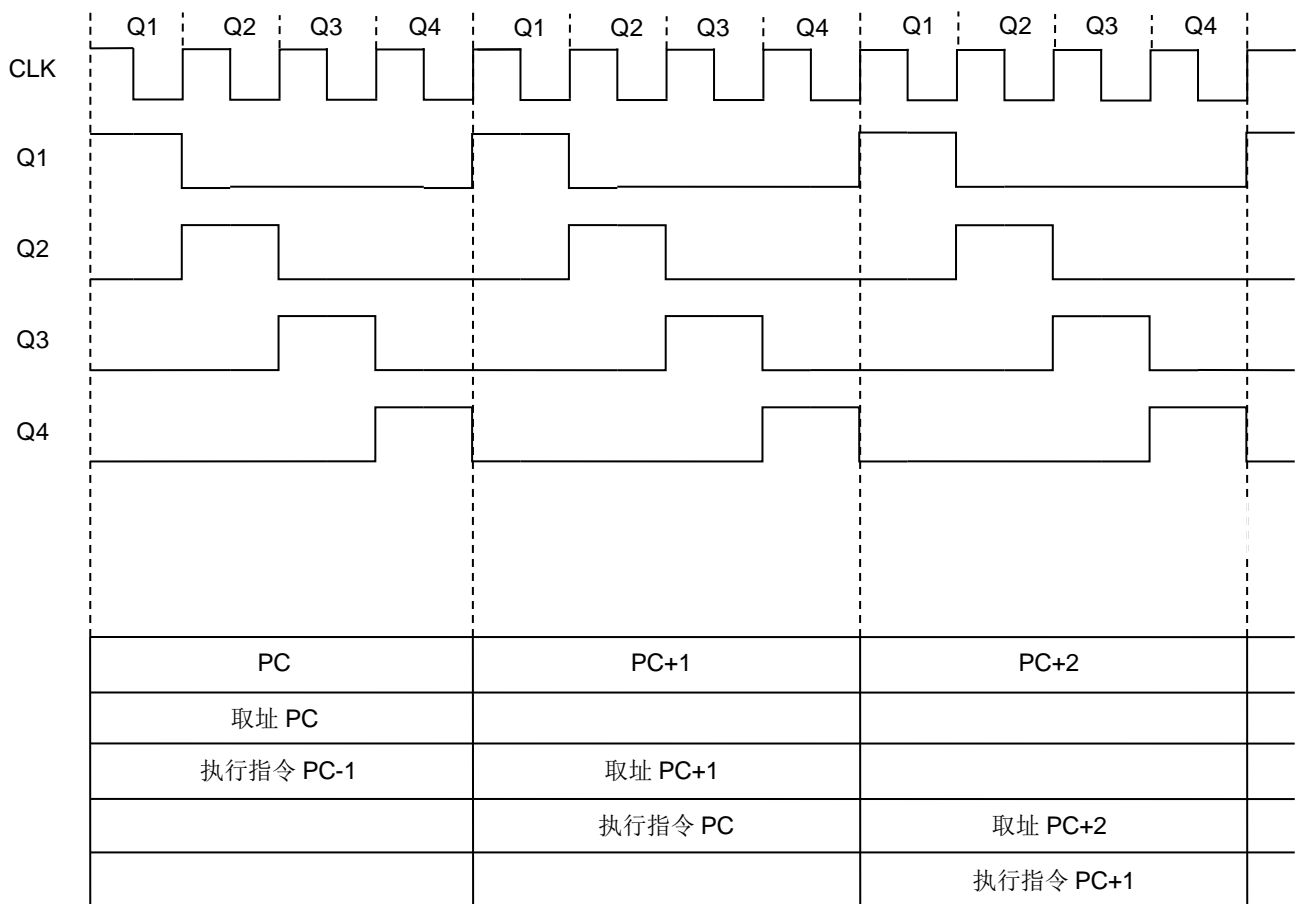 Q1 Q2 Q3 Q4 Q1 Q2 Q3 Q4 Q1 Q2 Q3 Q4
CLK
Q1
Q2
Q3
Q4
PC PC+1 PC+2
取址 PC
执行指令 PC-1 取址 PC+1
执行指令 PC 取址 PC+2
执行指令 PC+1